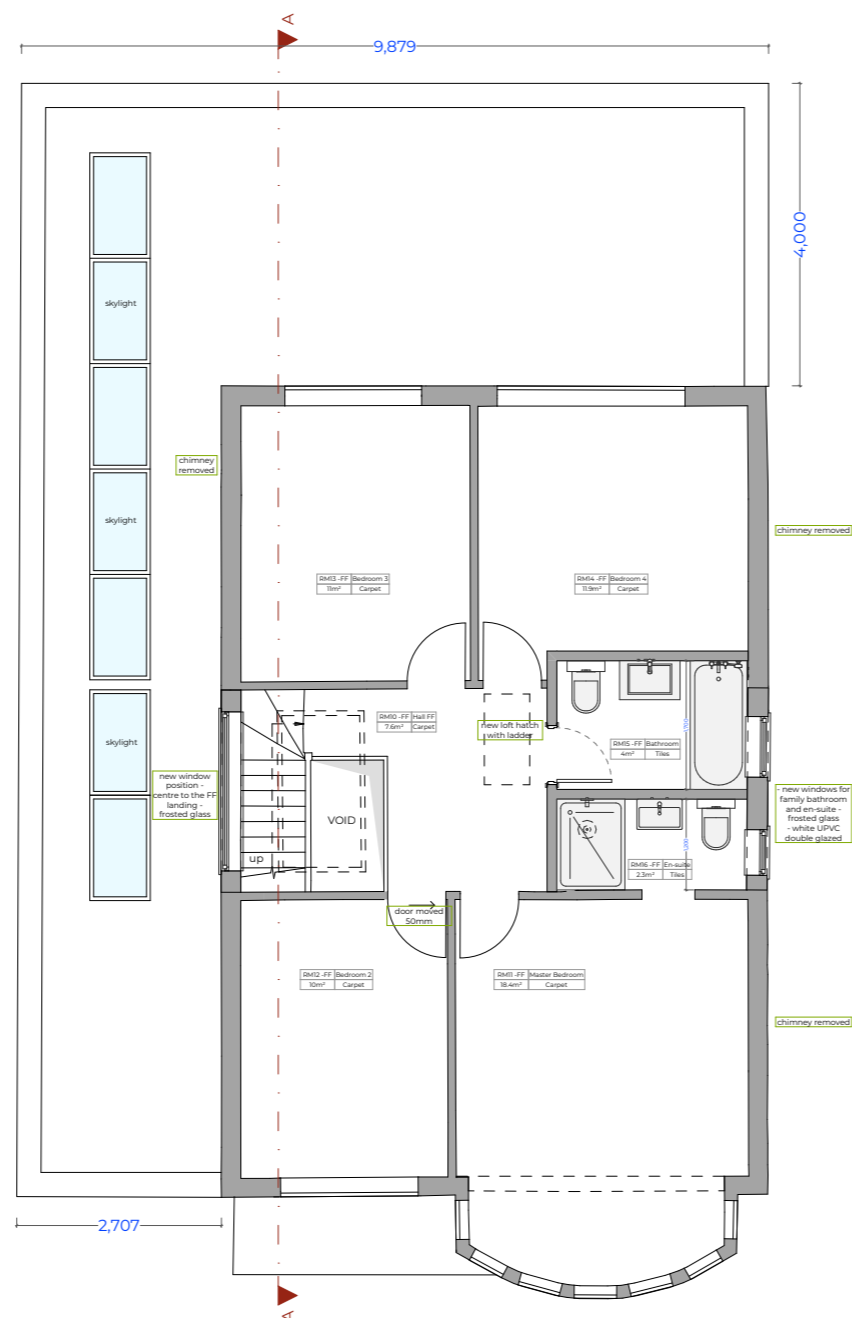 A
9,879
4,000
skylight
chimney
removed
skylight
chimney removed
RM13 -FF Bedroom 3
11m² Carpet
RM14 -FF Bedroom 4
11.9m² Carpet
RM10 -FF Hall FF
7.6m² Carpet
new loft hatch
with ladder
RM15 -FF Bathroom
4m² Tiles
skylight
new window
position -
centre to the FF
landing -
frosted glass
- new windows for
family bathroom
and en-suite -
frosted glass
- white UPVC
double glazed
VOID
up
1,200
RM16 -FF En-suite
2.3m² Tiles
door moved
50mm
RM12 -FF Bedroom 2
10m² Carpet
RM11 -FF Master Bedroom
18.4m² Carpet
chimney removed
2,707
A